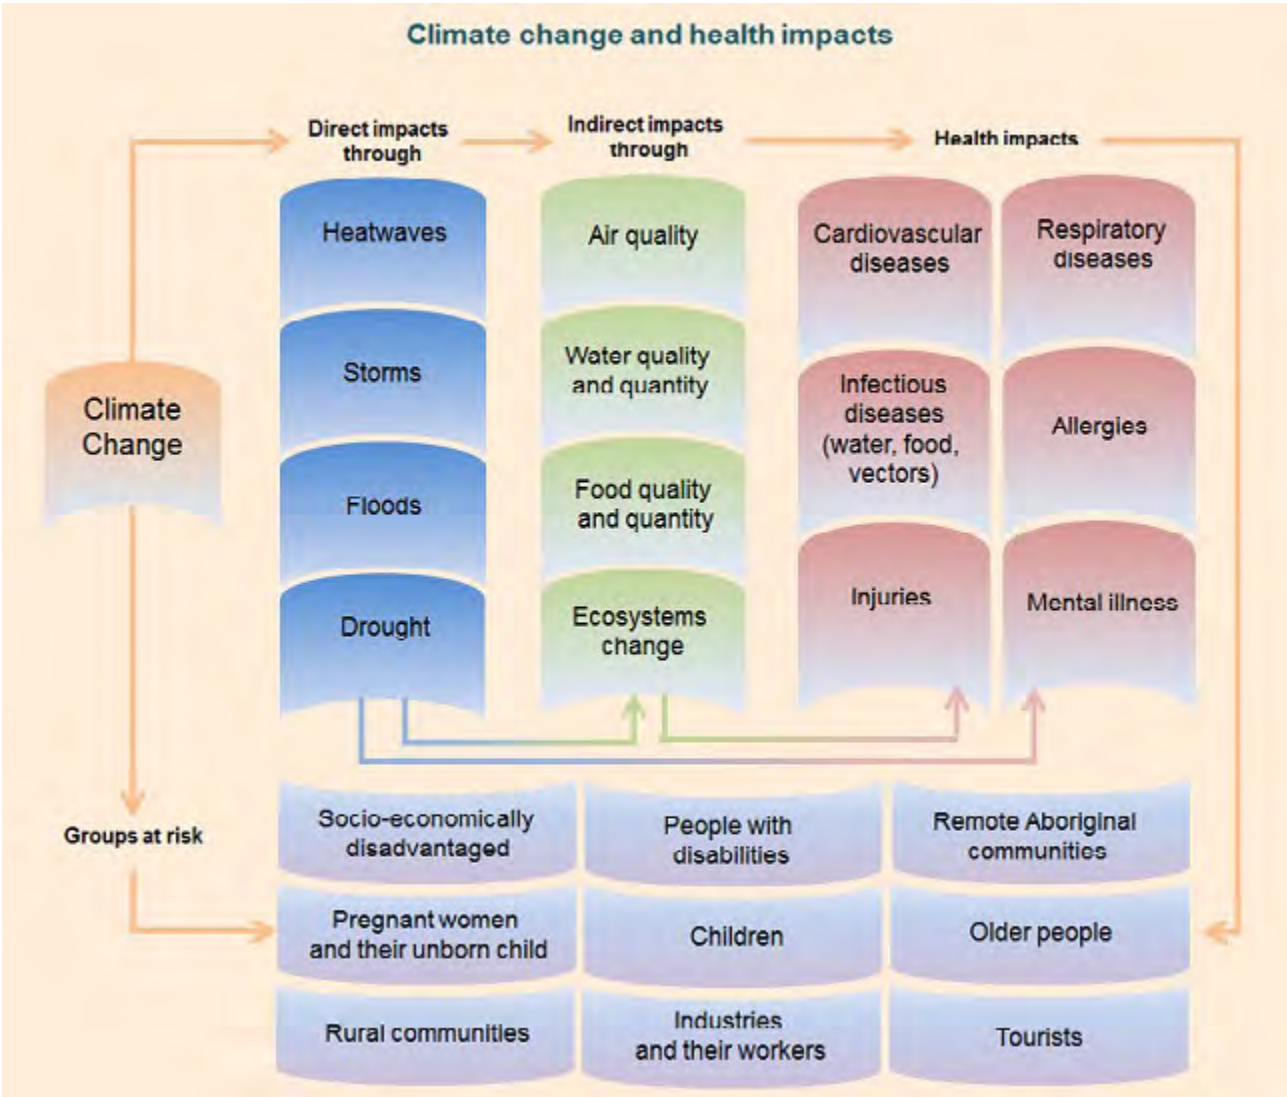 Climate change and health impacts
Direct impacts
through
Indirect impacts
through
Health impacts
Heatwaves
Storms
Floods
Drought
Air quality
Water quality
and quantity
Food quality
and quantity
Ecosystems
change
Cardiovascular
diseases
Respiratory
diseases
Infectious
diseases
(water, food,
vectors)
Allergies
Injuries
Mental illness
Climate
Change
Groups at risk
Socio-economically
disadvantaged
People with
disabilities
Remote Aboriginal
communities
Pregnant women
and their unborn child
Children
Older people
Rural communities
Industries
and their workers
Tourists